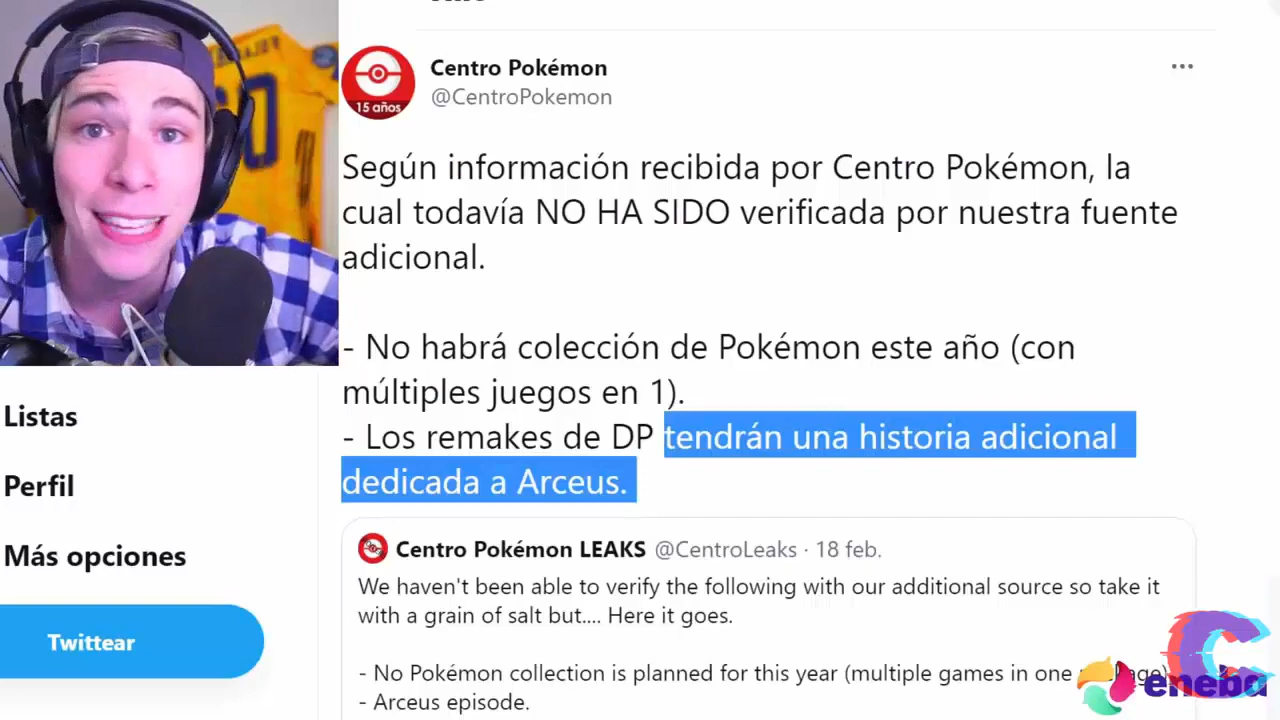 Centro Pokémon
@CentroPokemon
15 años
Según información recibida por Centro Pokémon, la
cual todavía NO HA SIDO verificada por nuestra fuente
adicional.
- No habrá colección de Pokémon este año (con
múltiples juegos en 1).
- Los remakes de DP tendrán una historia adicional
dedicada a Arceus.
Listas
Perfil
Más opciones
Twittear
Centro Pokémon LEAKS @CentroLeaks · 18 feb.
We haven't been able to verify the following with our additional source so take it
with a grain of salt but.... Here it goes.
- No Pokémon collection is planned for this year (multiple games in one
- Arceus episode.
eneba